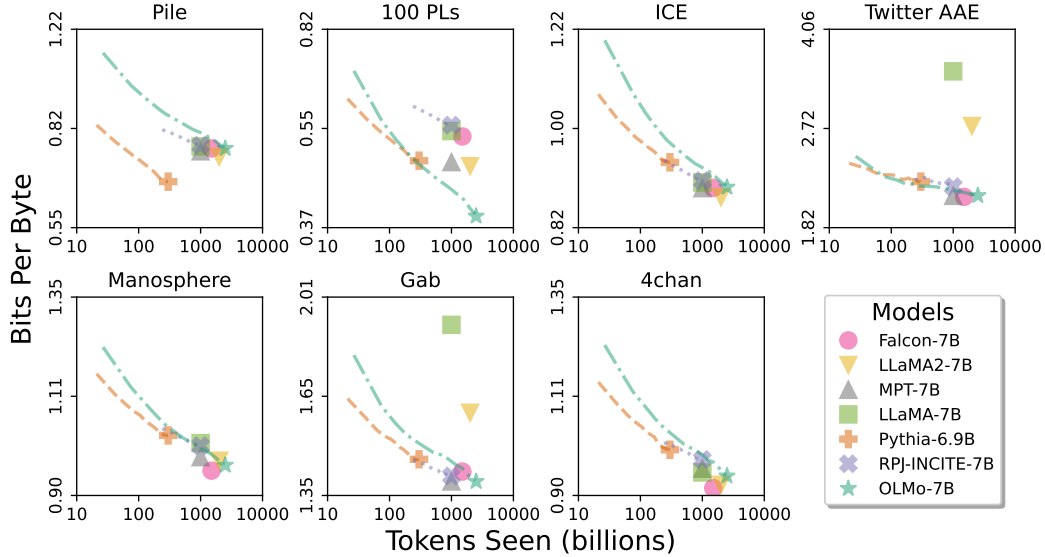 Pile
100 PLs
ICE
Twitter AAE
1.22
0.82
0.55
10 100 1000 10000
0.82
0.55
0.37
10 100 1000 10000
1.22
1.00
0.82
10 100 1000 10000
4.06
2.72
1.82
10 100 1000 10000
Bits Per Byte
Manosphere
Gab
4chan
1.35
1.11
0.90
10 100 1000 10000
2.01
1.65
1.35
10 100 1000 10000
1.35
1.11
0.90
10 100 1000 10000
Models
Falcon-7B
LLaMA2-7B
MPT-7B
LLaMA-7B
Pythia-6.9B
RPJ-INCITE-7B
OLMo-7B
Tokens Seen (billions)